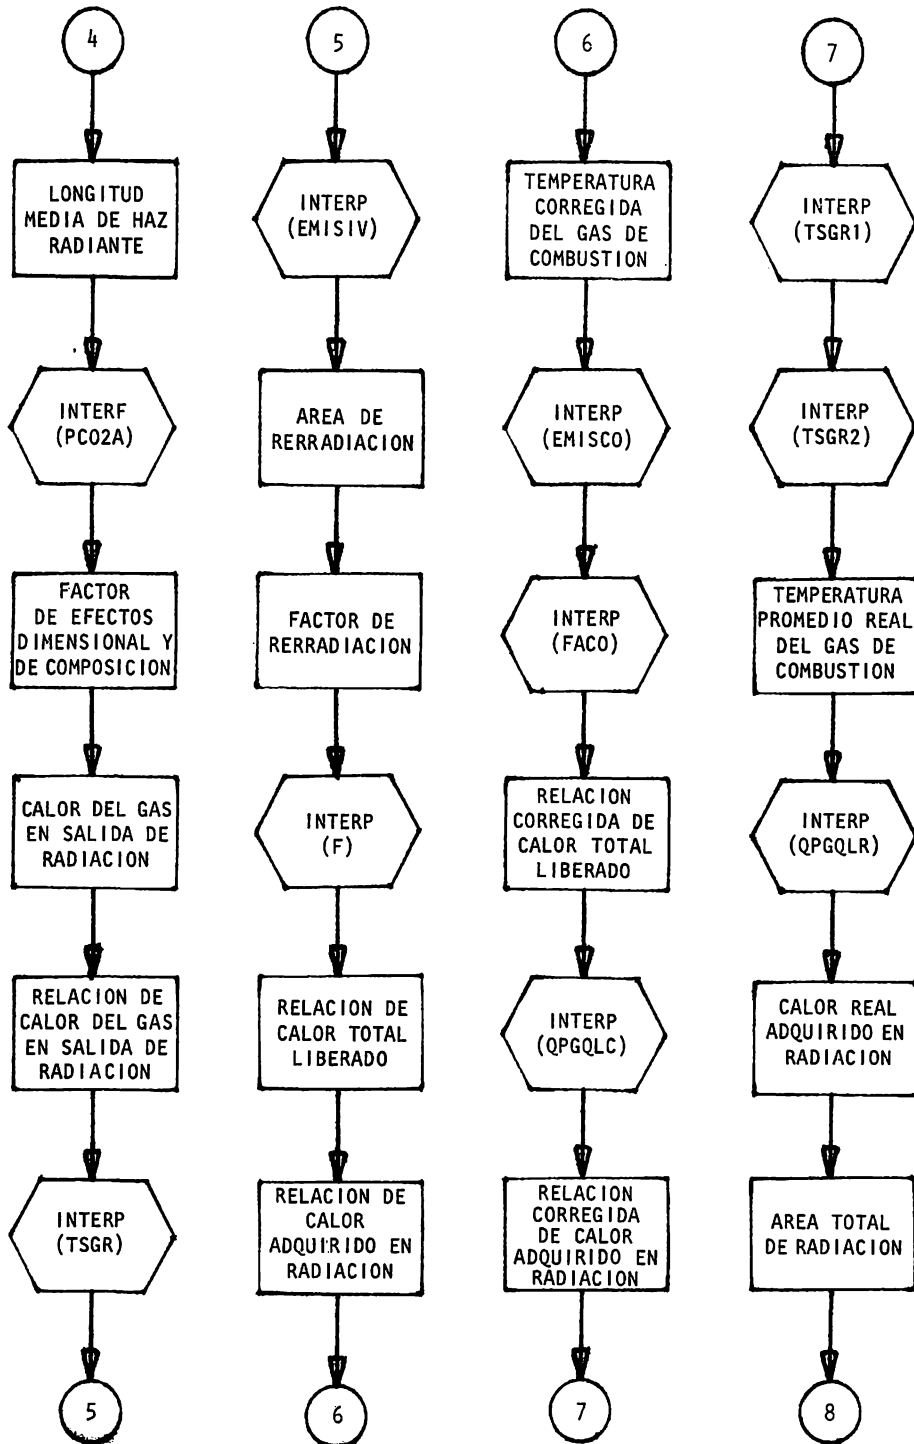 4
LONGITUD
MEDIA DE HAZ
RADIANTE
INTERF
(PCO2A)
FACTOR
DE EFECTOS
DIMENSIONAL Y
DE COMPOSICION
CALOR DEL GAS
EN SALIDA DE
RADIACION
RELACION DE
CALOR DEL GAS
EN SALIDA DE
RADIACION
INTERP
(TSGR)
5
5
INTERP
(EMISIV)
AREA DE
RERRADIACION
FACTOR DE
RERRADIACION
INTERP
(F)
RELACION DE
CALOR TOTAL
LIBERADO
RELACION DE
CALOR
ADQUIRIDO EN
RADIACION
6
6
TEMPERATURA
CORREGIDA
DEL GAS DE
COMBUSTION
INTERP
(EMISCO)
INTERP
(FACO)
RELACION
CORREGIDA DE
CALOR TOTAL
LIBERADO
INTERP
(QPGQLC)
RELACION
CORREGIDA
DE CALOR
ADQUIRIDO EN
RADIACION
7
7
INTERP
(TSGR1)
INTERP
(TSGR2)
TEMPERATURA
PROMEDIO REAL
DEL GAS DE
COMBUSTION
INTERP
(QPGQLR)
CALOR REAL
ADQUIRIDO EN
RADIACION
AREA TOTAL
DE RADIACION
8